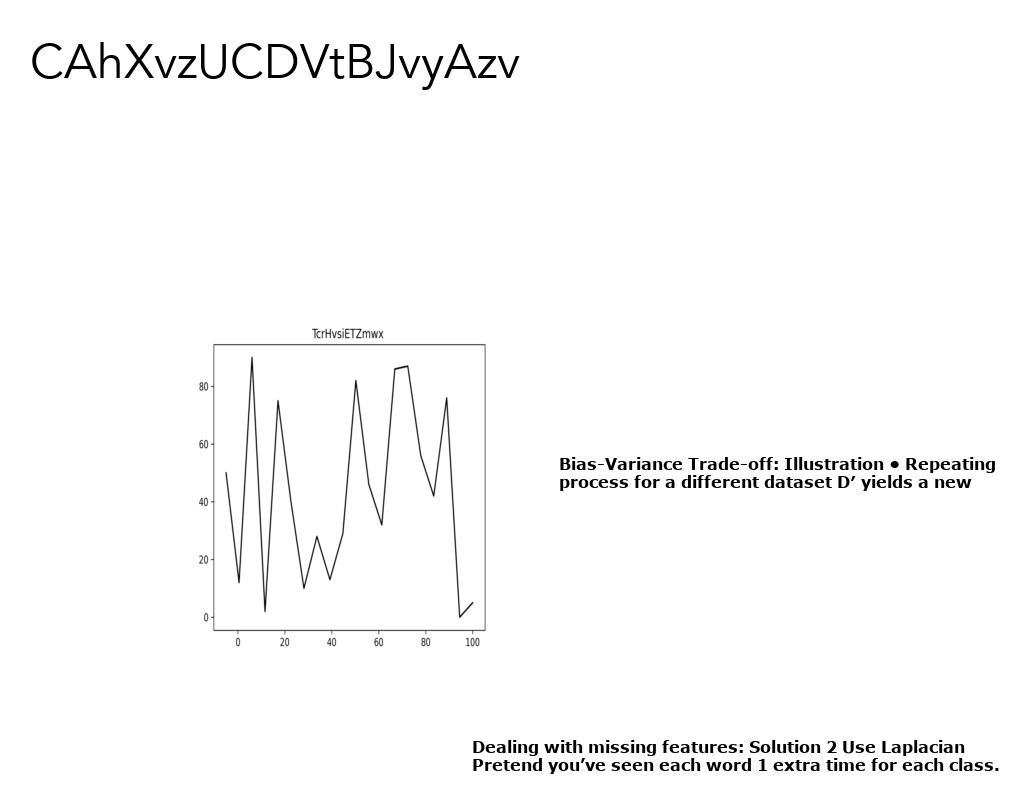 CAhXvzUCDVtBJvyAzv
TcrHvsiETZmwx
80
60
40
20
0
0 20 40 60 80 100
Bias-Variance Trade-off: Illustration • Repeating
process for a different dataset D’ yields a new
Dealing with missing features: Solution 2 Use Laplacian
Pretend you’ve seen each word 1 extra time for each class.